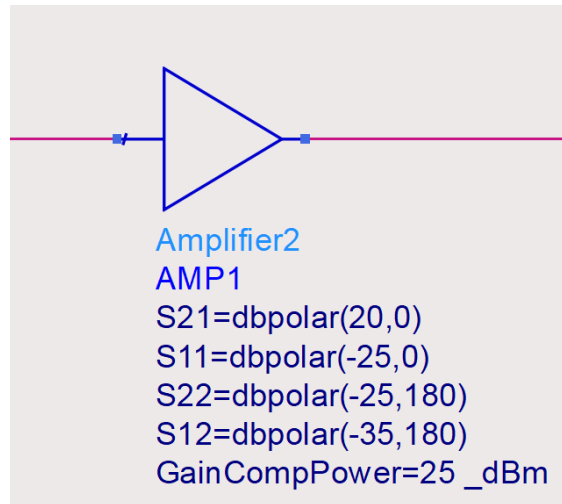 Amplifier2
AMP1
S21=dbpolar(20,0)
S11=dbpolar(-25,0)
S22=dbpolar(-25,180)
S12=dbpolar(-35,180)
GainCompPower=25 _dBm